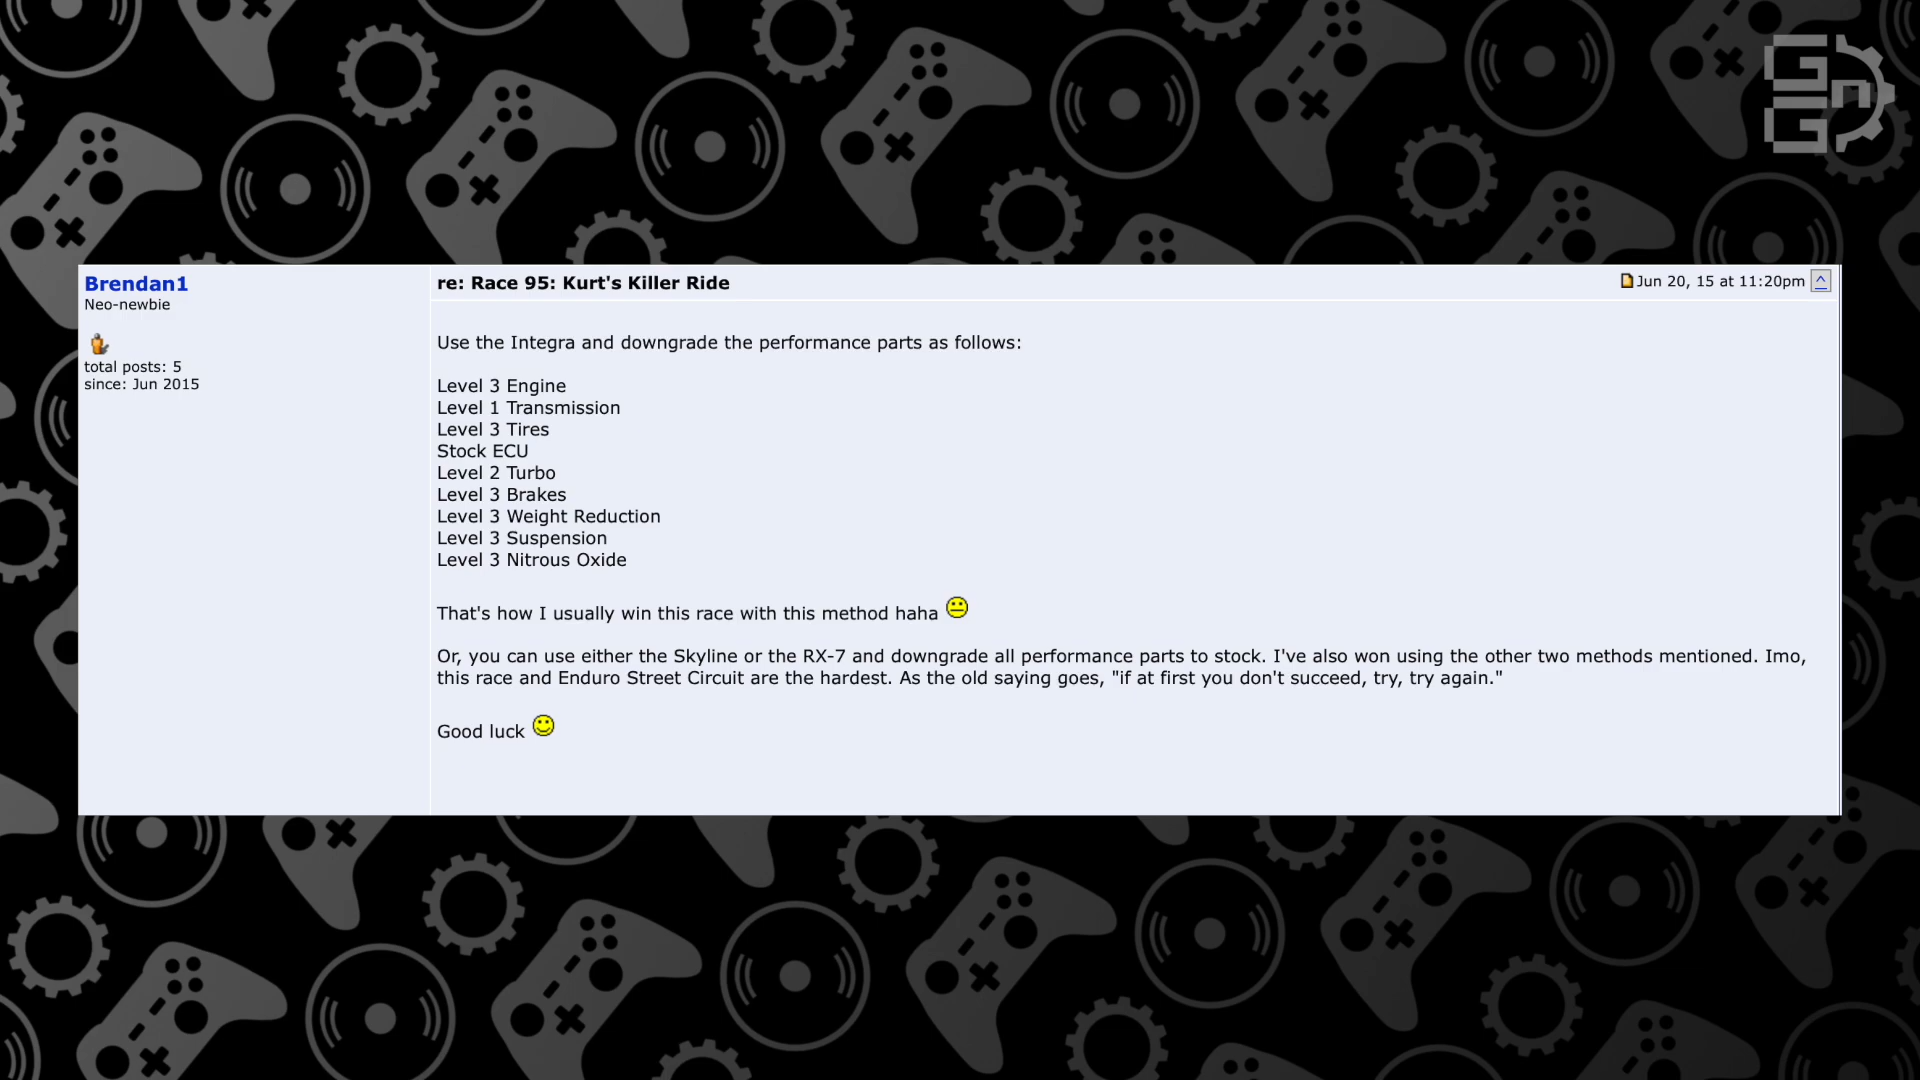 GnG
Brendan1
Neo-newbie
total posts: 5
since: Jun 2015
re: Race 95: Kurt's Killer Ride
Jun 20, 15 at 11:20pm ^
Use the Integra and downgrade the performance parts as follows:
Level 3 Engine
Level 1 Transmission
Level 3 Tires
Stock ECU
Level 2 Turbo
Level 3 Brakes
Level 3 Weight Reduction
Level 3 Suspension
Level 3 Nitrous Oxide
That's how I usually win this race with this method haha
Or, you can use either the Skyline or the RX-7 and downgrade all performance parts to stock. I've also won using the other two methods mentioned. Imo,
this race and Enduro Street Circuit are the hardest. As the old saying goes, "if at first you don't succeed, try, try again."
Good luck